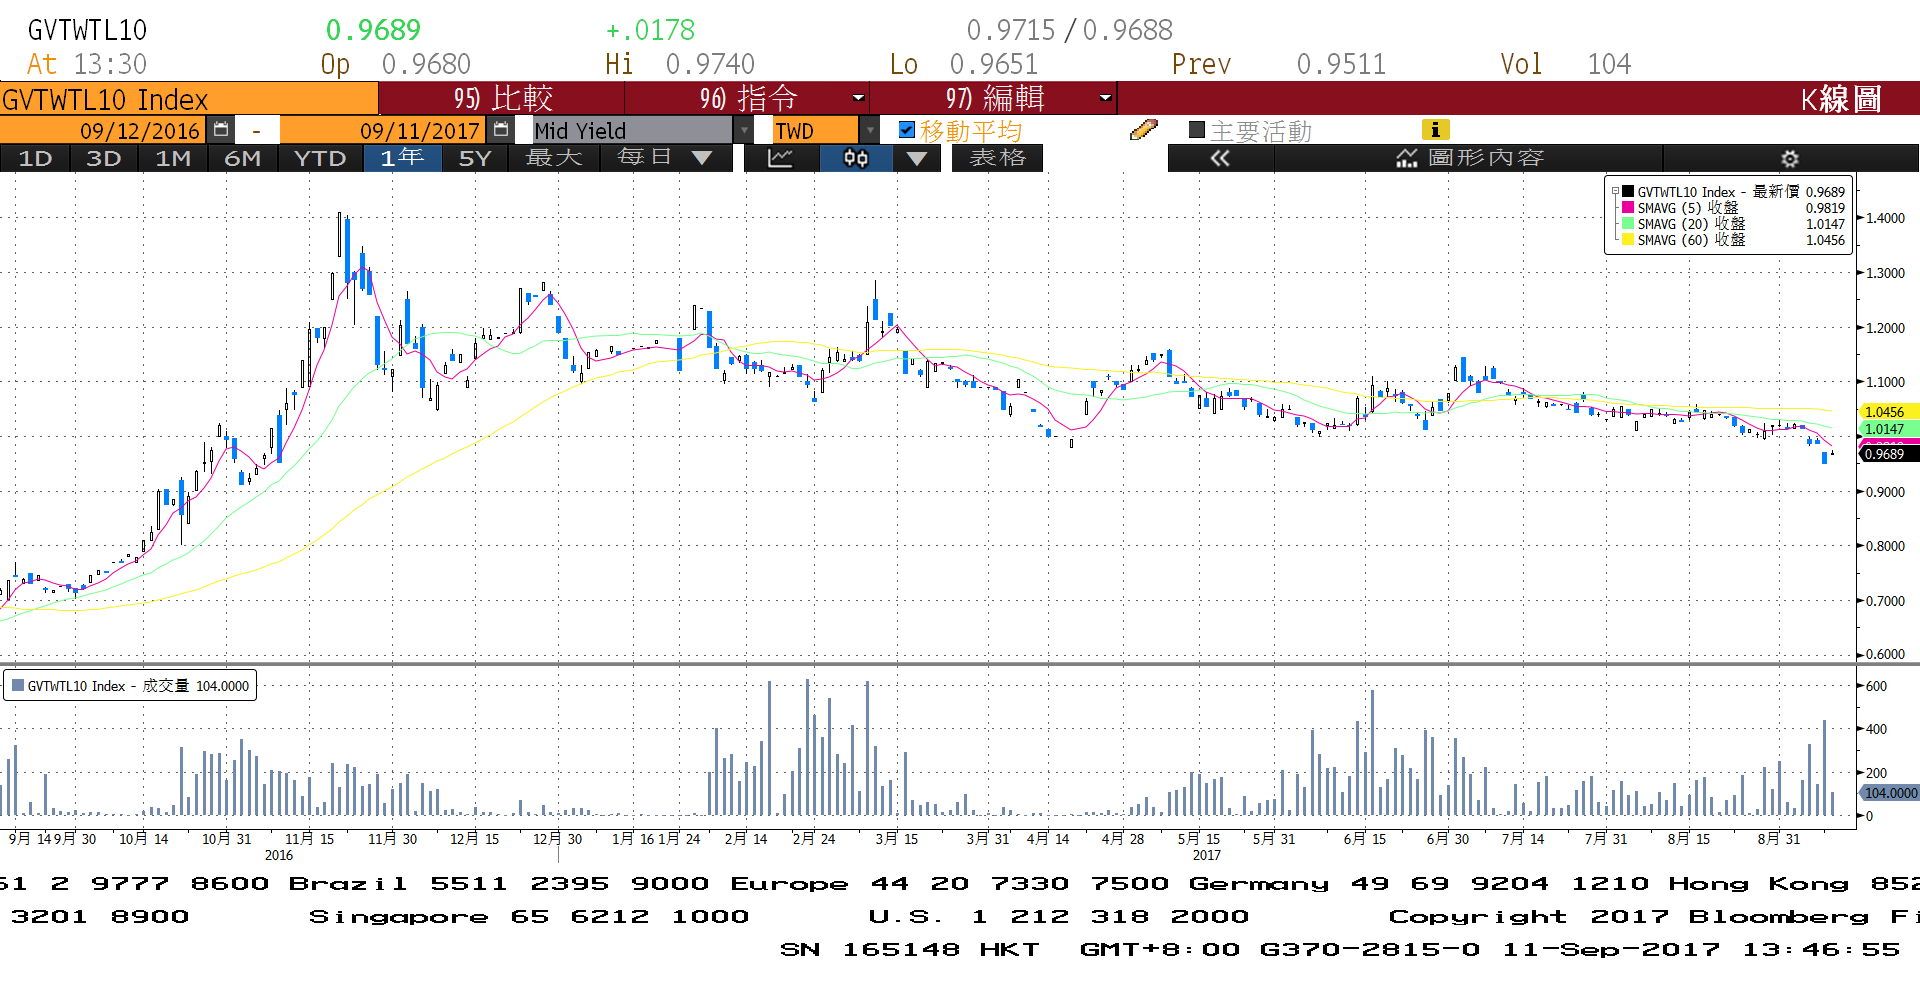 GVTWTL10 0.9689 +.0178 0.9715 / 0.9688
At 13:30 Op 0.9680 Hi 0.9740 Lo 0.9651 Prev 0.9511 Vol 104
GVTWTL10 Index 95) 比較 96) 指令 97) 編輯 K線圖
09/12/2016 - 09/11/2017 Mid Yield TWD 移動平均 主要活動
1D 3D 1M 6M YTD 1年 5Y 最大 每日 ▼ ▼ 表格 « 圖形內容
GVTWTL10 Index - 最新價 0.9689
SMAVG (5) 收盤 0.9819
SMAVG (20) 收盤 1.0147
SMAVG (60) 收盤 1.0456
1.4000
1.3000
1.2000
1.1000
1.0456
1.0147
0.9689
0.9000
0.8000
0.7000
0.6000
GVTWTL10 Index - 成交量 104.0000
600
400
200
104.0000
0
9月 14 9月 30 10月 14 10月 31 11月 15 11月 30 12月 15 12月 30 1月 16 1月 24 2月 14 2月 24 3月 15 3月 31 4月 14 4月 28 5月 15 5月 31 6月 15 6月 30 7月 14 7月 31 8月 15 8月 31
2016 2017
61 2 9777 8600 Brazil 5511 2395 9000 Europe 44 20 7330 7500 Germany 49 69 9204 1210 Hong Kong 852
3201 8900 Singapore 65 6212 1000 U.S. 1 212 318 2000 Copyright 2017 Bloomberg Fi
SN 165148 HKT GMT+8:00 G370-2815-0 11-Sep-2017 13:46:55